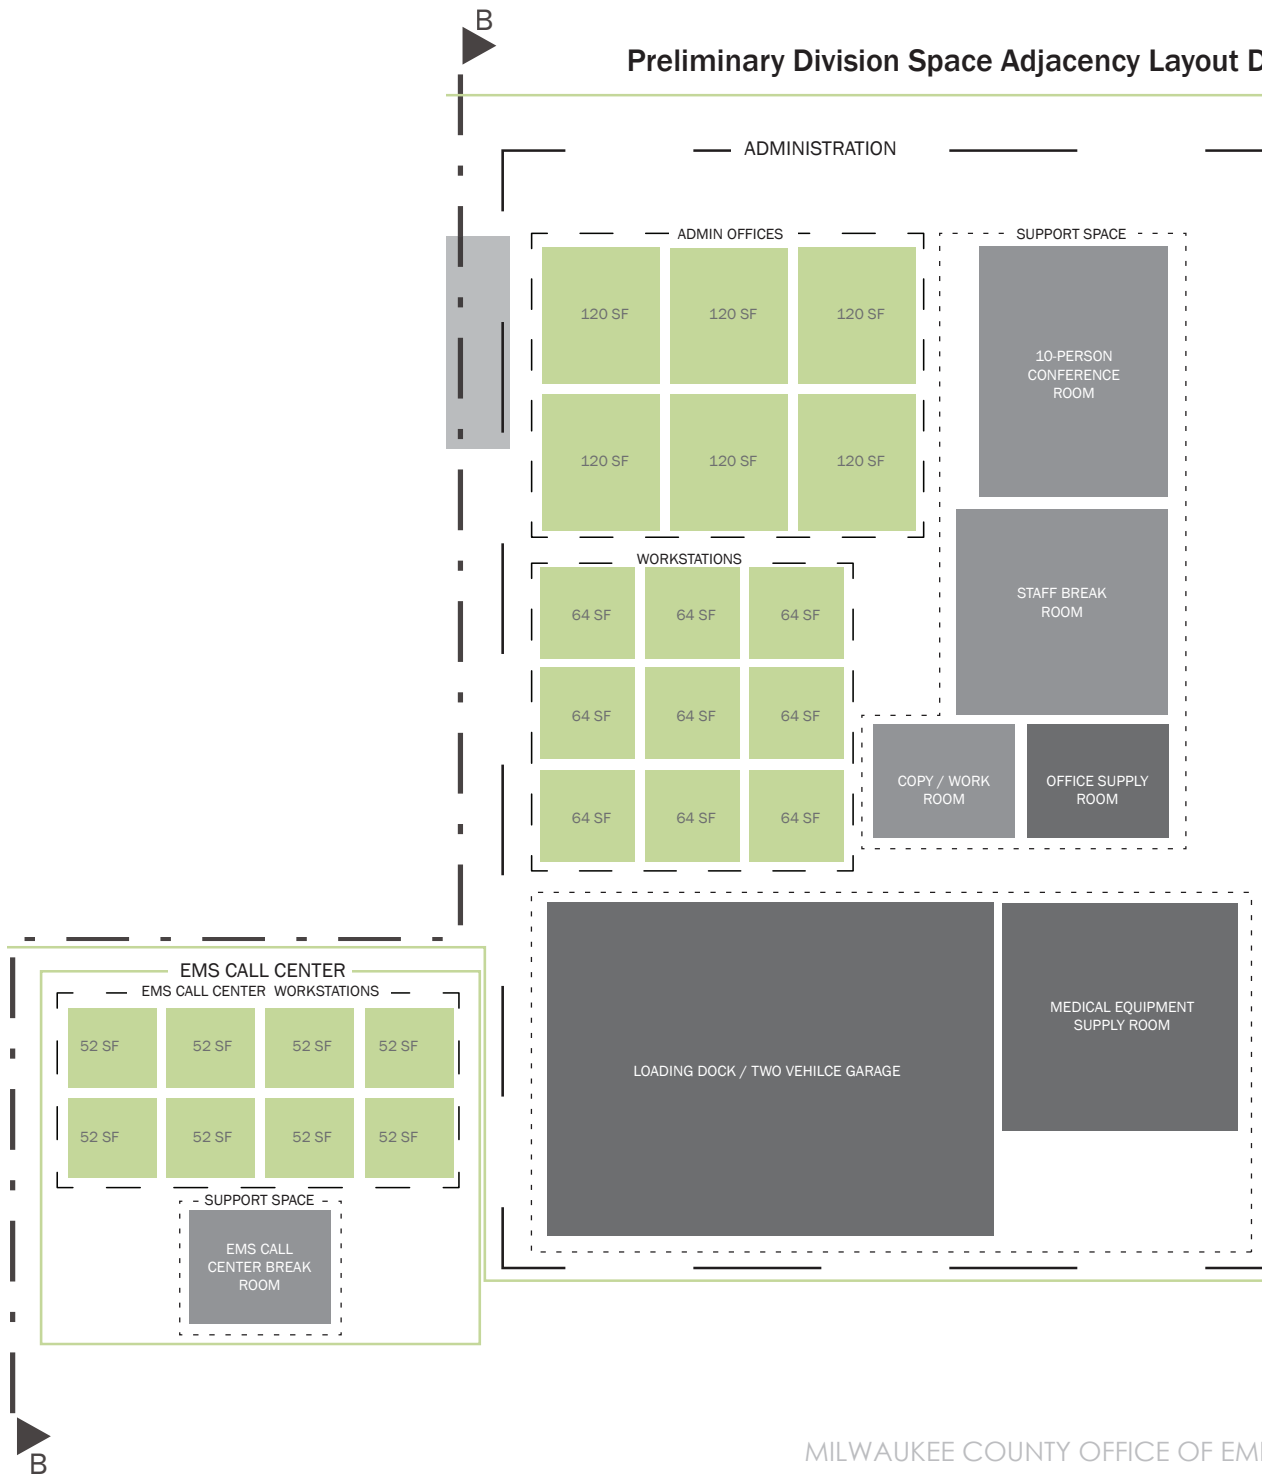 B
Preliminary Division Space Adjacency Layout D
ADMINISTRATION
ADMIN OFFICES
SUPPORT SPACE
120 SF 120 SF 120 SF
10-PERSON
CONFERENCE
ROOM
120 SF 120 SF 120 SF
WORKSTATIONS
64 SF 64 SF 64 SF
STAFF BREAK
ROOM
64 SF 64 SF 64 SF
COPY / WORK
ROOM
OFFICE SUPPLY
ROOM
64 SF 64 SF 64 SF
EMS CALL CENTER
EMS CALL CENTER WORKSTATIONS
52 SF 52 SF 52 SF 52 SF
52 SF 52 SF 52 SF 52 SF
SUPPORT SPACE
EMS CALL
CENTER BREAK
ROOM
LOADING DOCK / TWO VEHILCE GARAGE
MEDICAL EQUIPMENT
SUPPLY ROOM
B
MILWAUKEE COUNTY OFFICE OF EME